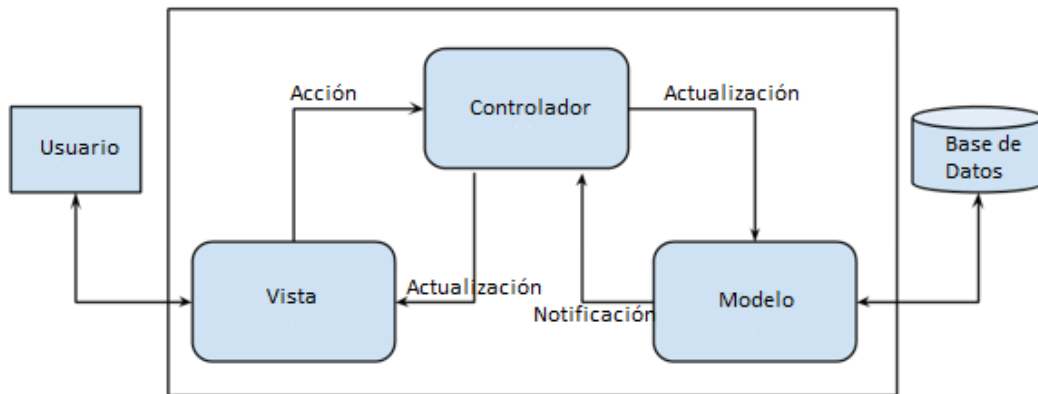 Acción
Controlador
Actualización
Usuario
Base de
Datos
Vista
Actualización
Notificación
Modelo